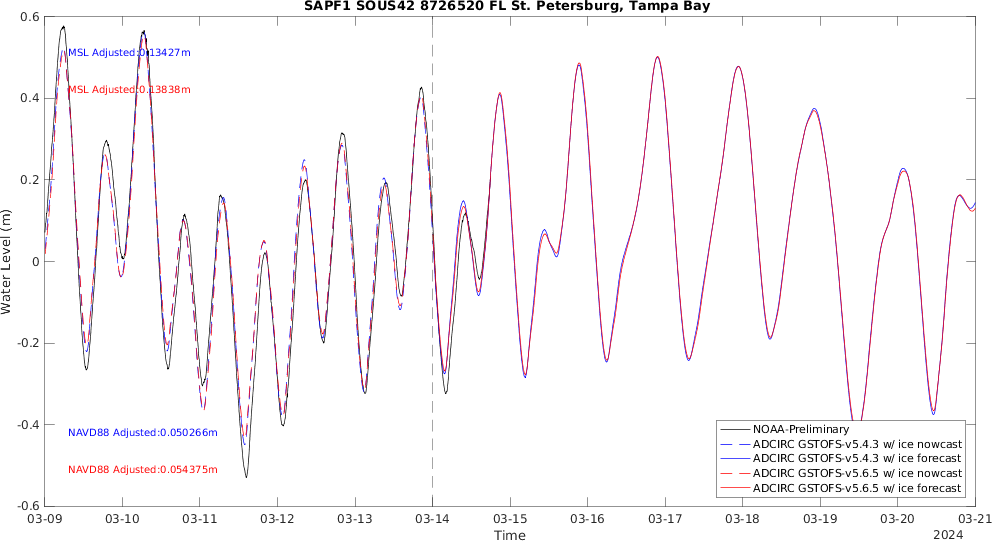 SAPF1 SOUS42 8726520 FL St. Petersburg, Tampa Bay
0.6
MSL Adjusted:0.13427m
MSL Adjusted:0.13838m
0.4
0.2
0
-0.2
-0.4
-0.6
Water Level (m)
NAVD88 Adjusted:0.050266m
NAVD88 Adjusted:0.054375m
NOAA-Preliminary
ADCIRC GSTOFS-v5.4.3 w/ ice nowcast
ADCIRC GSTOFS-v5.4.3 w/ ice forecast
ADCIRC GSTOFS-v5.6.5 w/ ice nowcast
ADCIRC GSTOFS-v5.6.5 w/ ice forecast
03-09 03-10 03-11 03-12 03-13 03-14 03-15 03-16 03-17 03-18 03-19 03-20 03-21
Time
2024